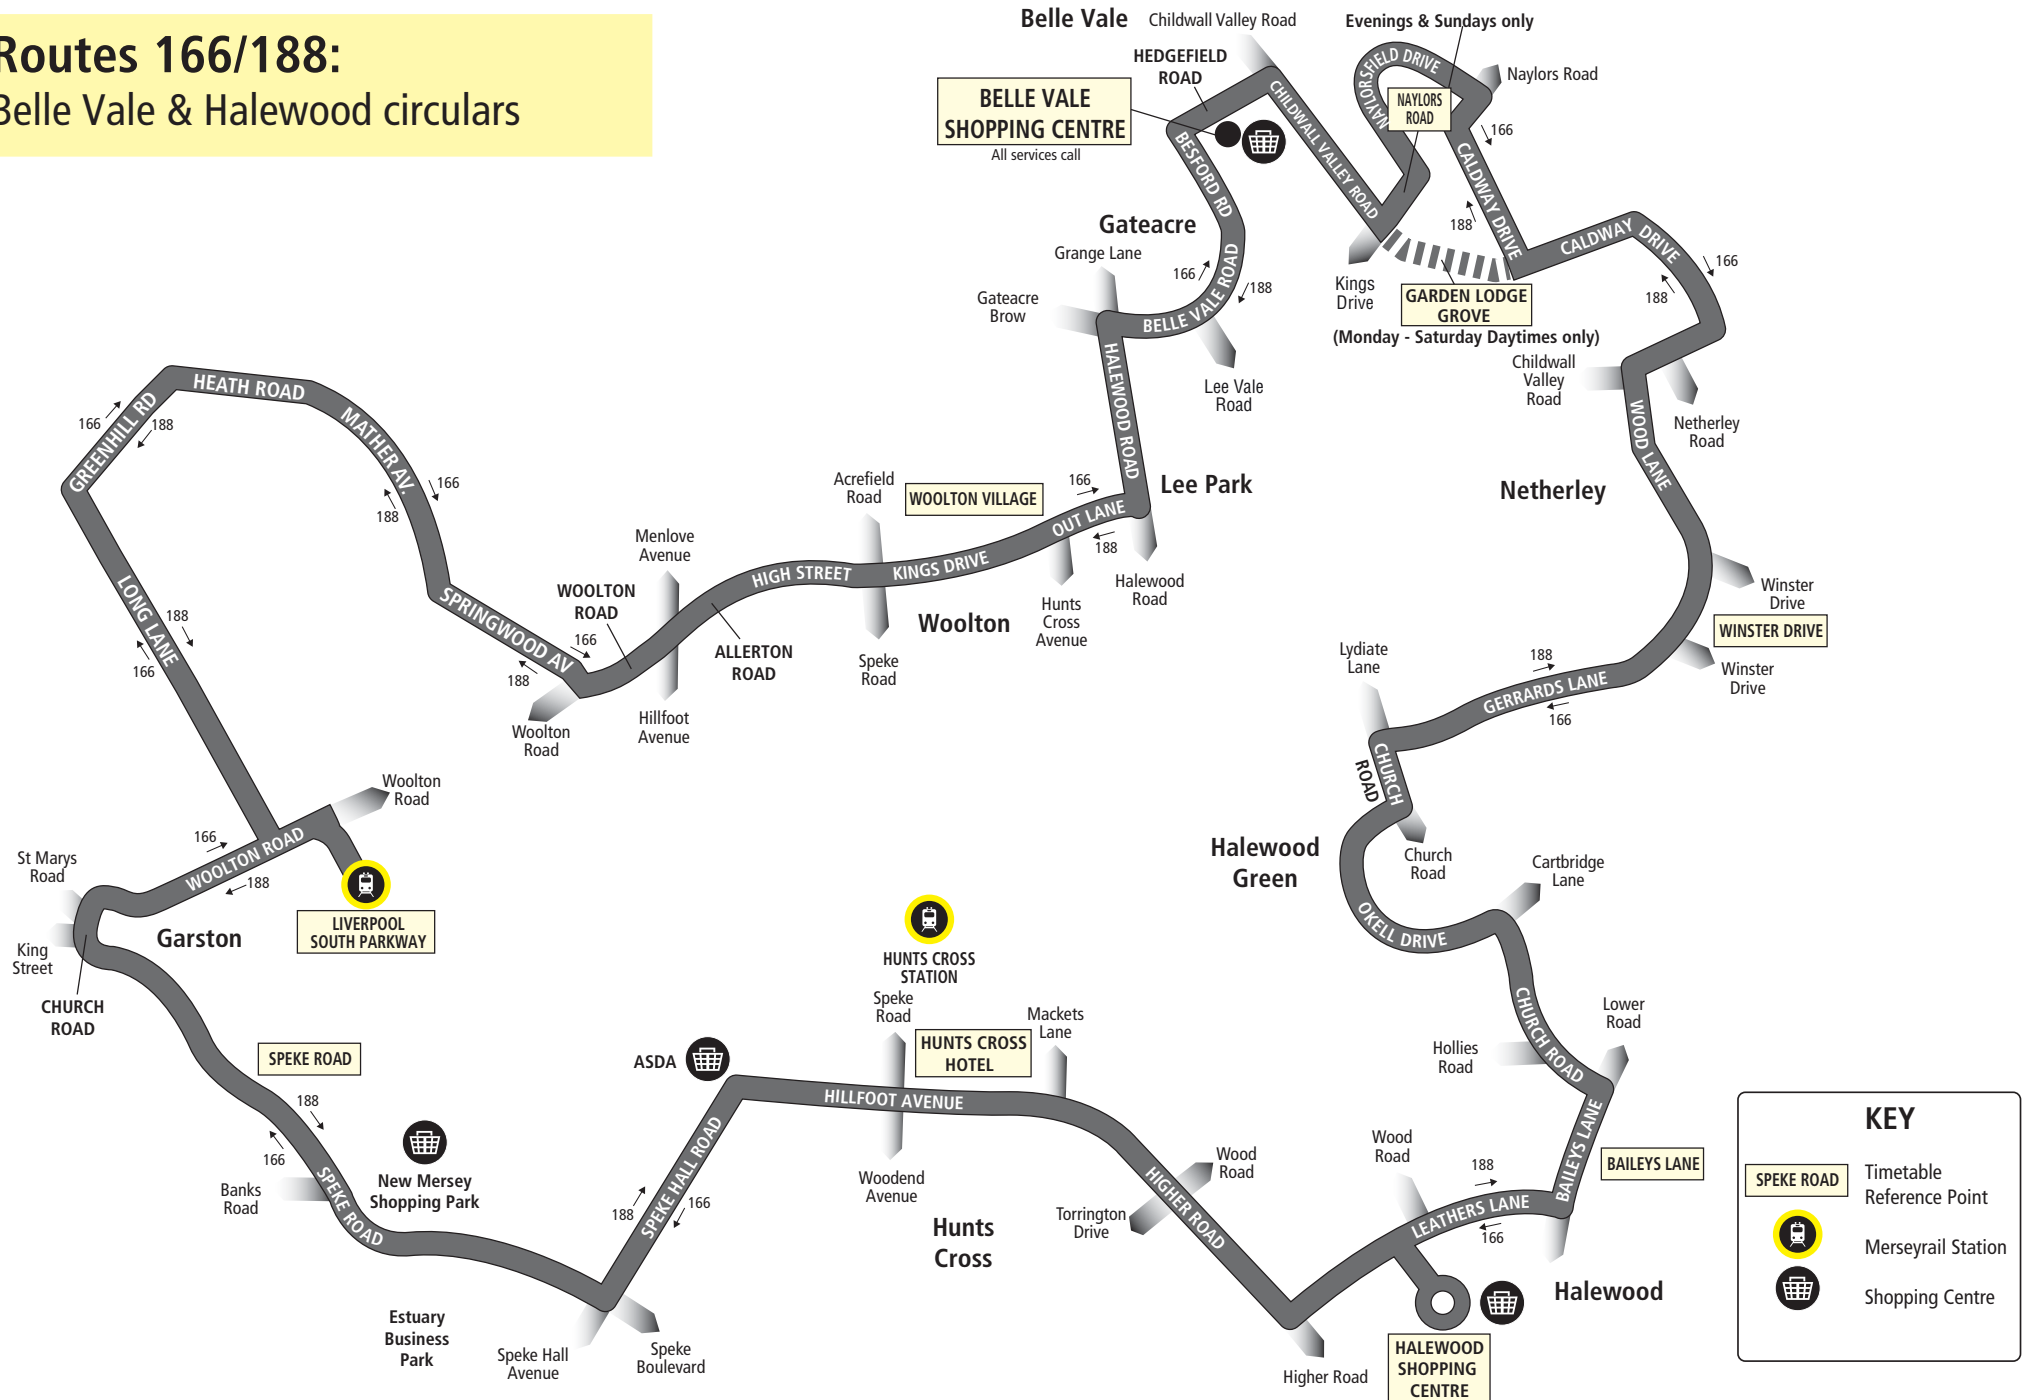 Routes 166/188:
Belle Vale & Halewood circulars
Belle Vale
Childwall Valley Road
Evenings & Sundays only
HEDGEFIELD
ROAD
BELLE VALE
SHOPPING CENTRE
All services call
NAYLORSFIELD DRIVE
Naylors Road
NAYLORS
ROAD
166
CHILDWALL VALLEY ROAD
BESFORD RD
CALDWAY DRIVE
188
CALDWAY DRIVE
166
188
Gateacre
Grange Lane
Gateacre
Brow
166
188
BELLE VALE ROAD
Kings
Drive
GARDEN LODGE
GROVE
(Monday - Saturday Daytimes only)
Lee Vale
Road
Childwall
Valley
Road
Netherley
Road
HALEWOOD ROAD
WOOD LANE
HEATH ROAD
GREENHILL RD
166
188
MATHER AV.
166
188
Acrefield
Road
WOOLTON VILLAGE
166
Lee Park
Netherley
OUT LANE
188
Menlove
Avenue
HIGH STREET
KINGS DRIVE
Halewood
Road
Hunts
Cross
Avenue
WOOLTON
ROAD
Woolton
Winster
Drive
WINSTER DRIVE
Winster
Drive
SPRINGWOOD AV
166
188
ALLERTON
ROAD
Speke
Road
LONG LANE
188
166
Woolton
Road
Hillfoot
Avenue
Lydiate
Lane
188
GERRARDS LANE
166
CHURCH
ROAD
Woolton
Road
166
WOOLTON ROAD
188
St Marys
Road
King
Street
Garston
LIVERPOOL
SOUTH PARKWAY
CHURCH
ROAD
Halewood
Green
Church
Road
Cartbridge
Lane
OKELL DRIVE
HUNTS CROSS
STATION
Speke
Road
Mackets
Lane
CHURCH ROAD
Lower
Road
Hollies
Road
SPEKE ROAD
188
166
ASDA
HUNTS CROSS
HOTEL
HILLFOOT AVENUE
New Mersey
Shopping Park
Banks
Road
SPEKE ROAD
SPEKE HALL ROAD
188
166
Woodend
Avenue
Hunts
Cross
Wood
Road
Torrington
Drive
HIGHER ROAD
Wood
Road
188
LEATHERS LANE
166
BAILEYS LANE
BAILEYS LANE
Halewood
Estuary
Business
Park
Speke Hall
Avenue
Speke
Boulevard
Higher Road
HALEWOOD
SHOPPING
CENTRE
KEY
SPEKE ROAD
Timetable
Reference Point
Merseyrail Station
Shopping Centre